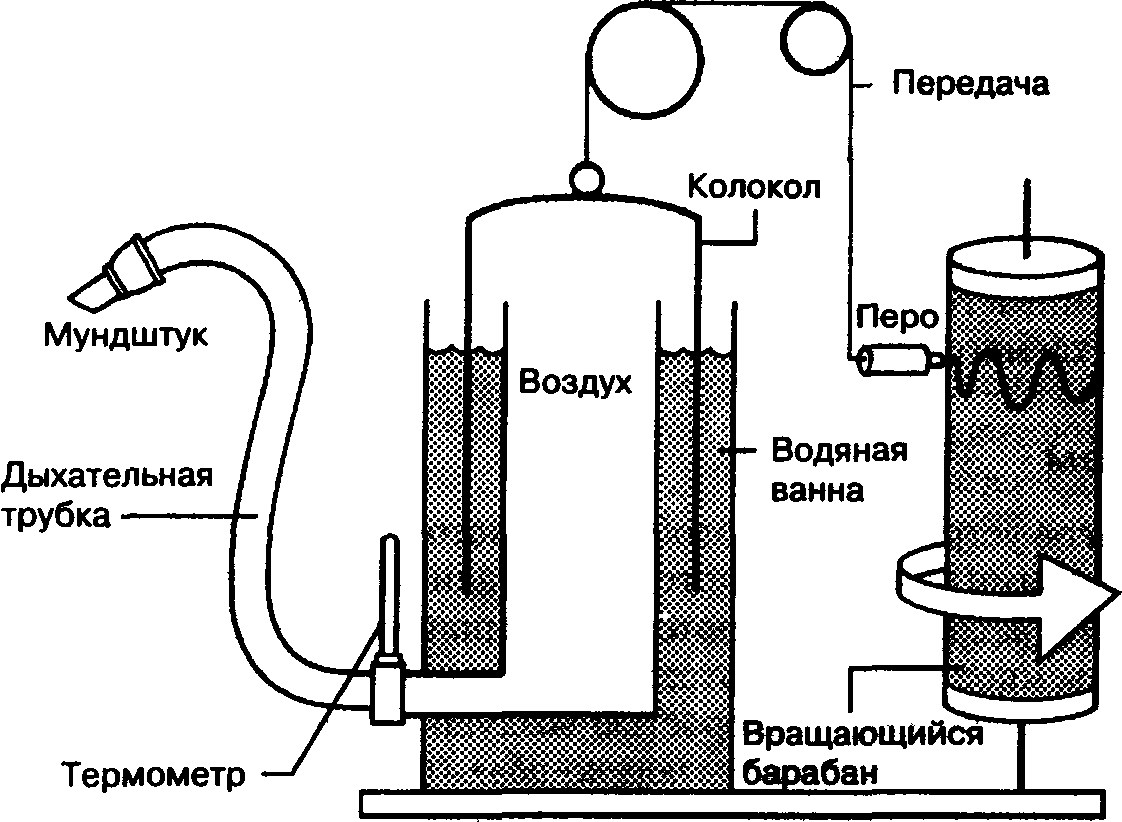 Передача
Колокол
Мундштук
Перо
Воздух
Водяная
ванна
Дыхательная
трубка
Вращающийся
барабан
Термометр